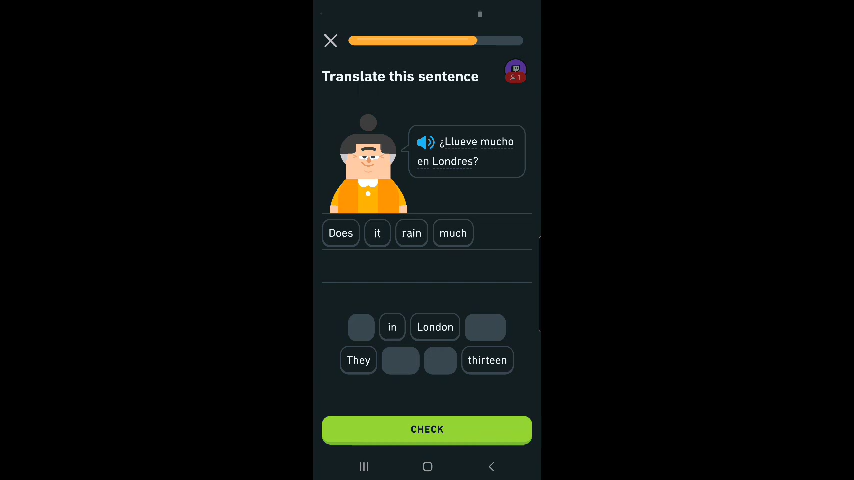 Translate this sentence
¿Llueve mucho
en Londres?
Does it rain much
in London
They thirteen
CHECK